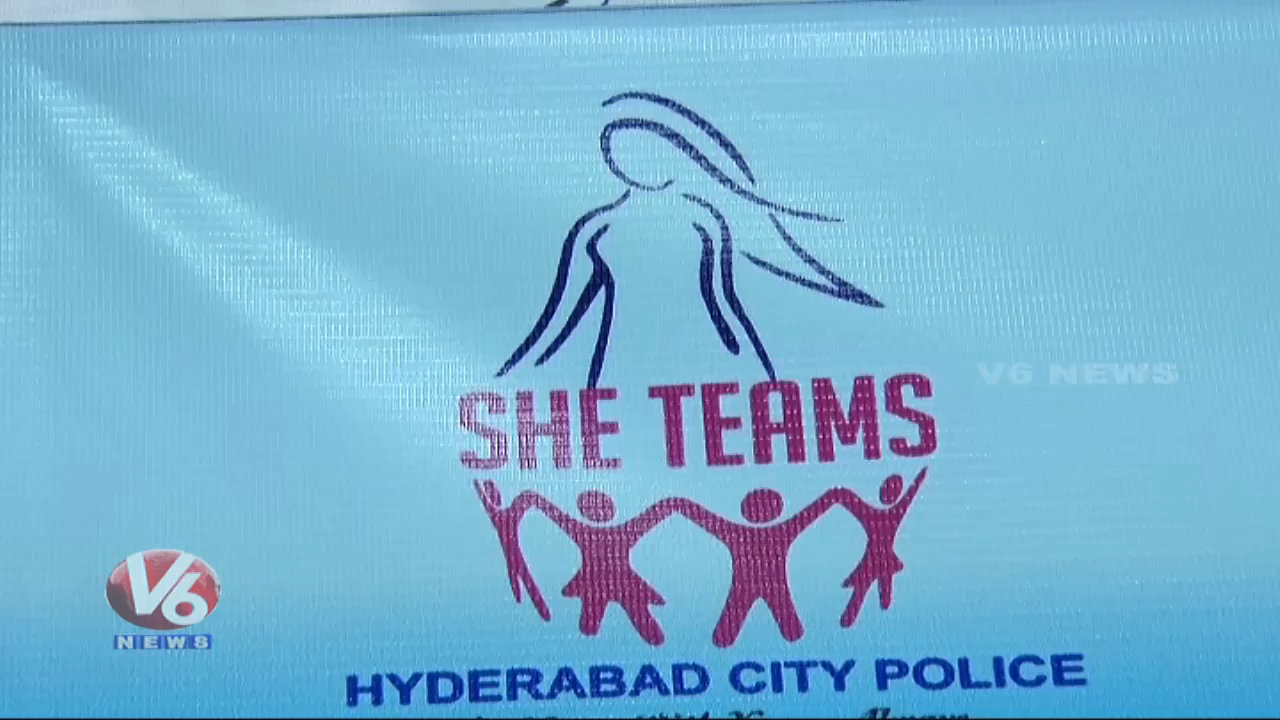 V6 NEWS
SHE TEAMS
V6
NEWS
HYDERABAD CITY POLICE